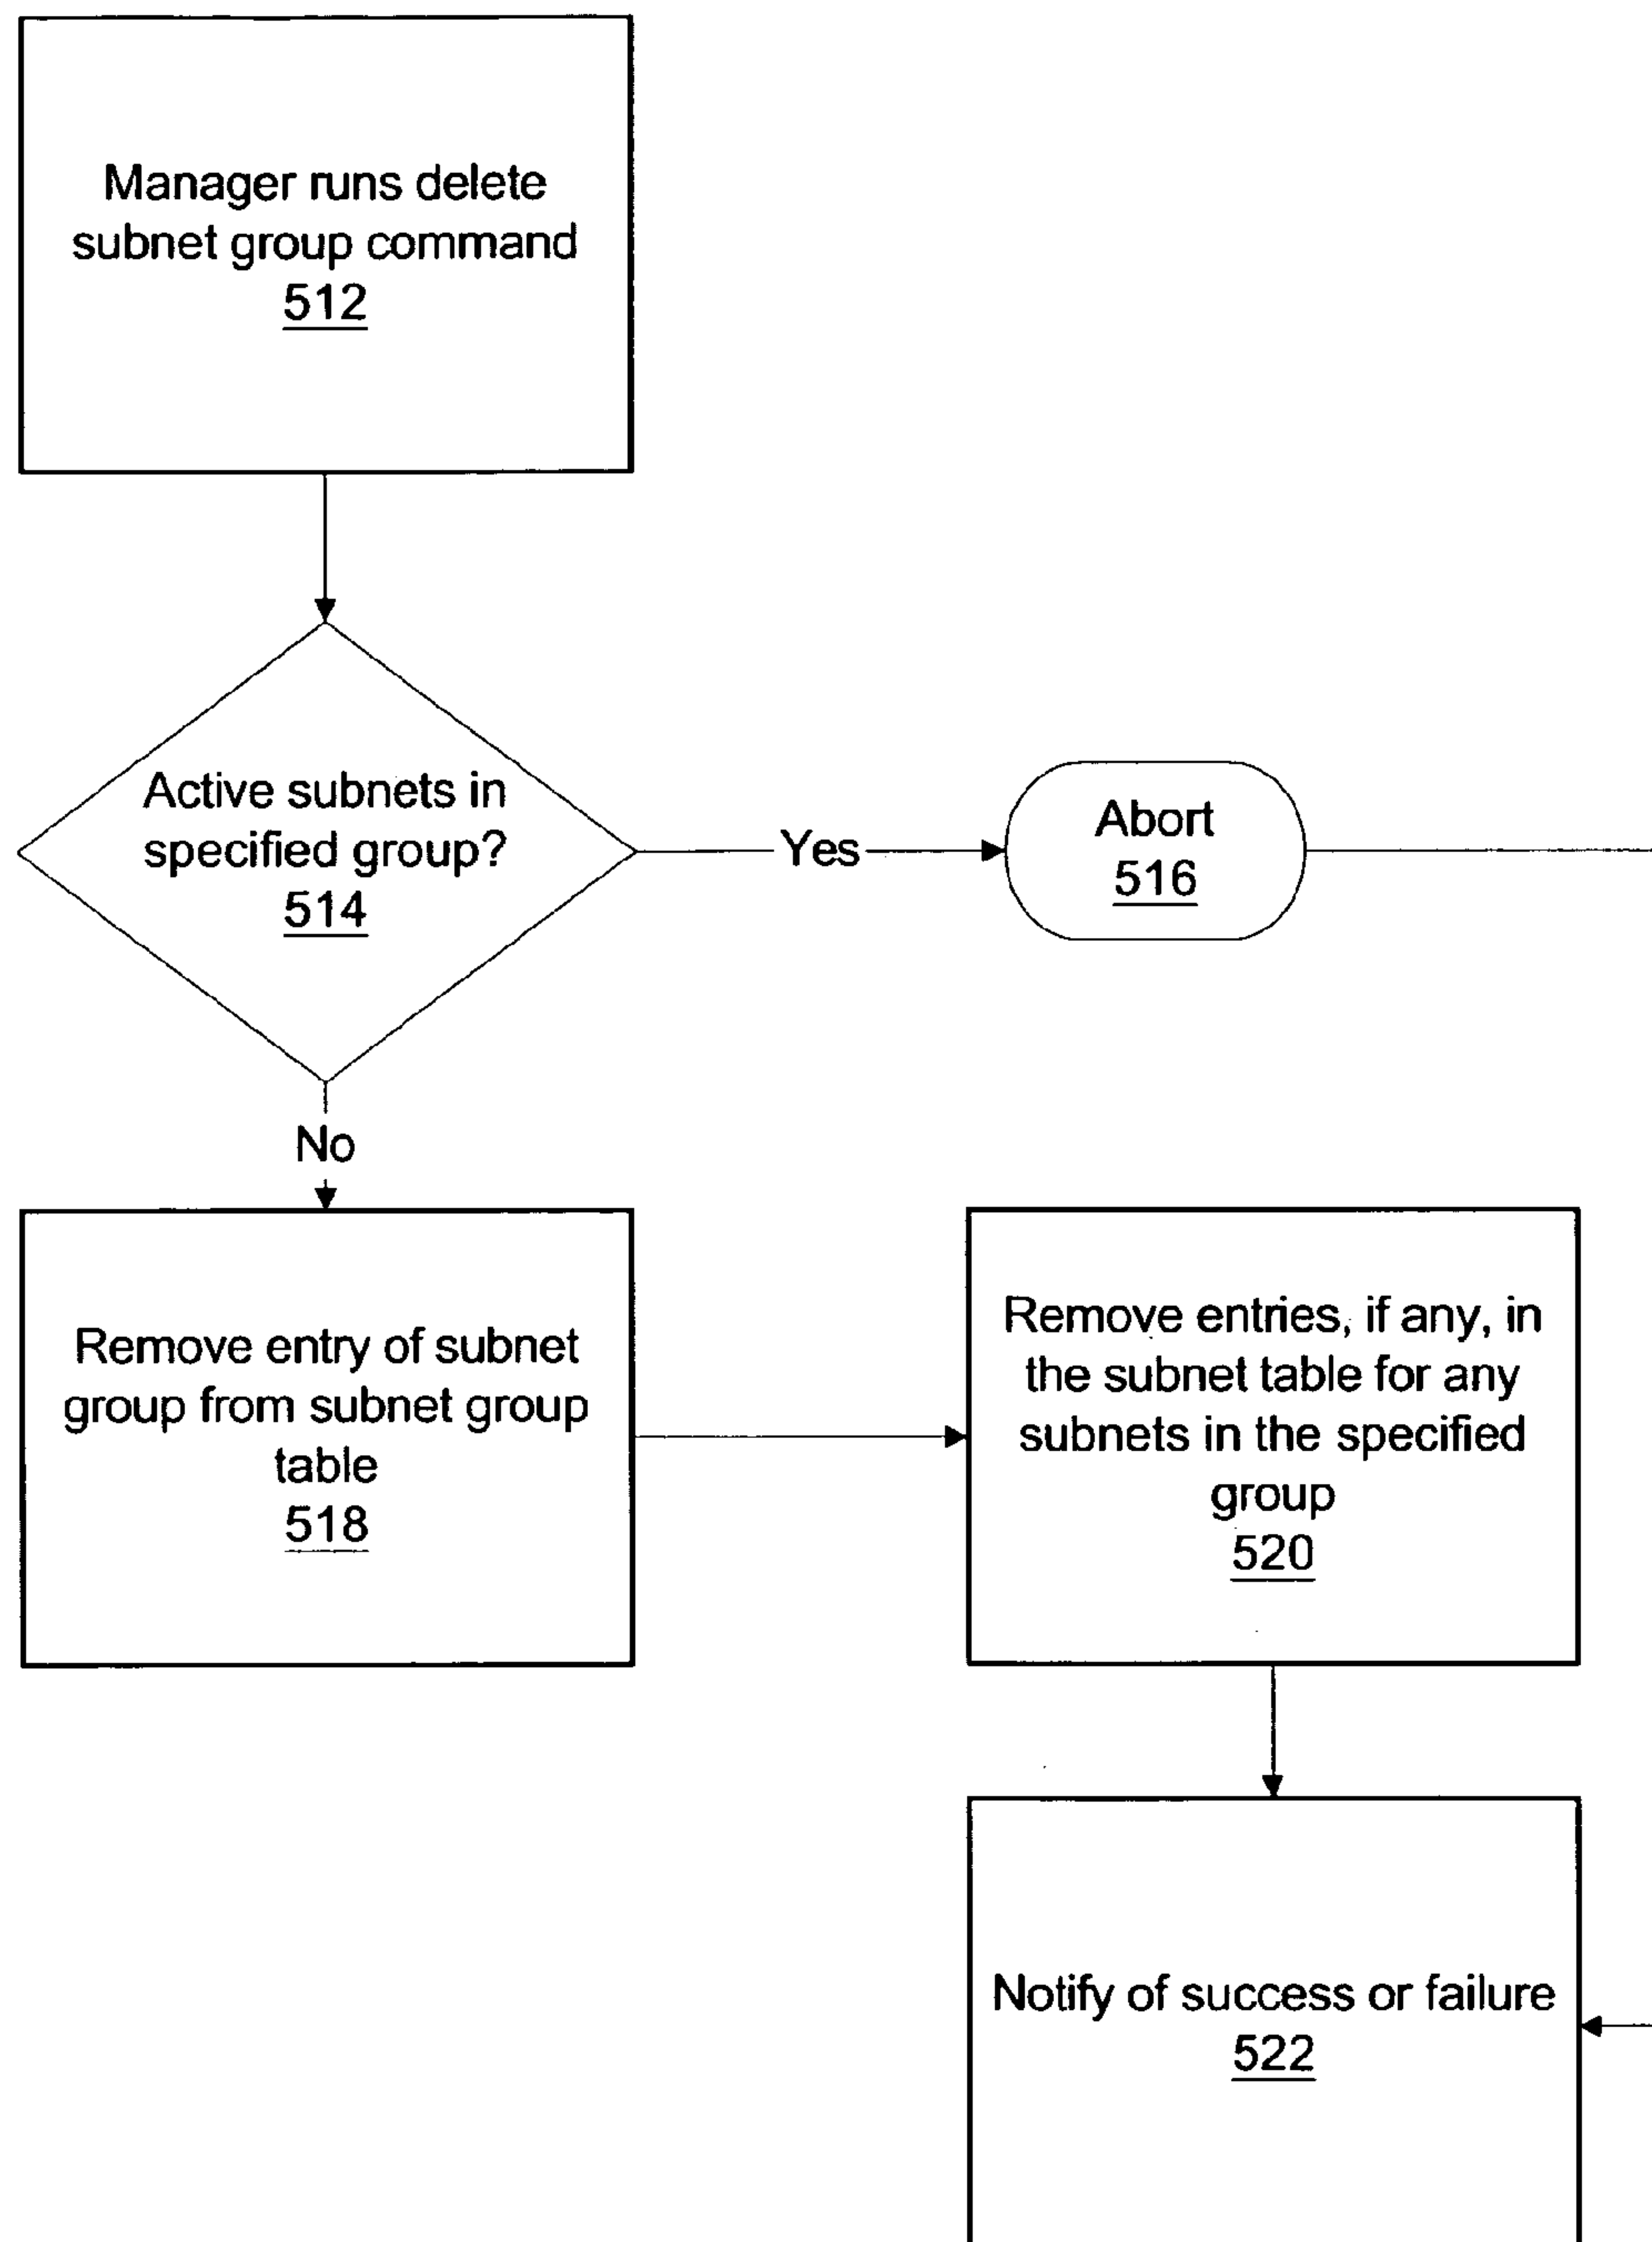 Manager runs delete
subnet group command
512
Active subnets in
specified group?
514
Yes
Abort
516
No
Remove entry of subnet
group from subnet group
table
518
Remove entries, if any, in
the subnet table for any
subnets in the specified
group
520
Notify of success or failure
522